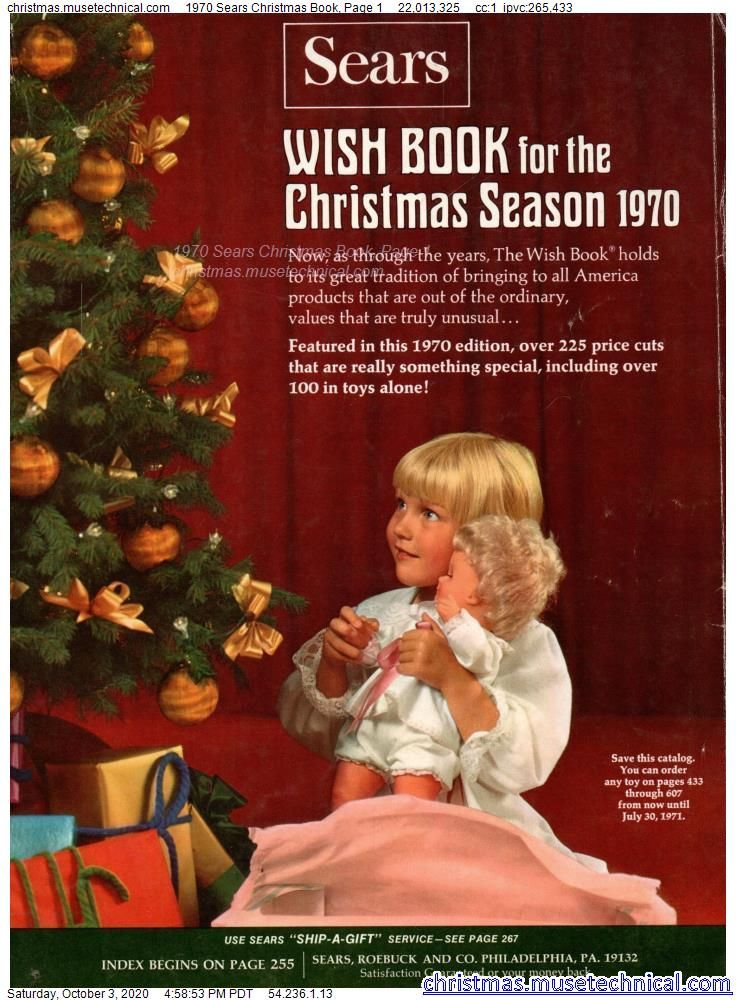 christmas.musetechnical.com 1970 Sears Christmas Book, Page 1 22,013,325 cc:1 ipvc:265,433
Sears
WISH BOOK for the
Christmas Season 1970
1970 Sears Christmas Book, Page 1
christmas.musetechnical.com
Now, as through the years, The Wish Book® holds
to its great tradition of bringing to all America
products that are out of the ordinary,
values that are truly unusual...
Featured in this 1970 edition, over 225 price cuts
that are really something special, including over
100 in toys alone!
Save this catalog.
You can order
any toy on pages 433
through 607
from now until
July 30, 1971.
USE SEARS "SHIP-A-GIFT" SERVICE—SEE PAGE 267
INDEX BEGINS ON PAGE 255
SEARS, ROEBUCK AND CO. PHILADELPHIA, PA. 19132
Satisfaction Guaranteed or your money back
christmas.musetechnical.com
Saturday, October 3, 2020 4:58:53 PM PDT 54.236.1.13